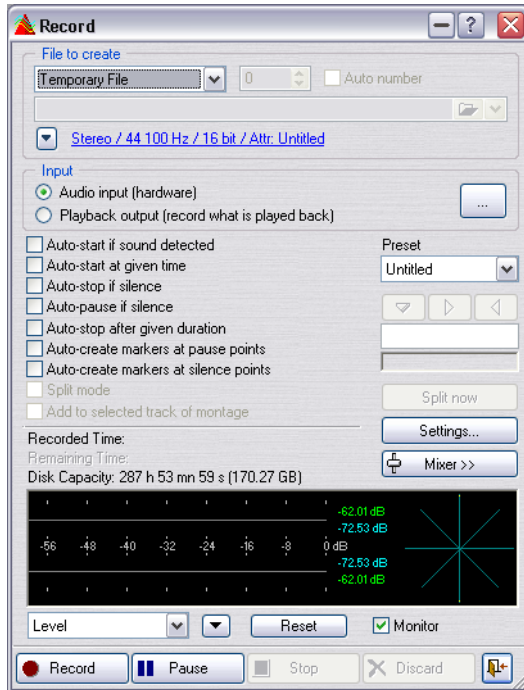 Record
File to create
Temporary File
0
Auto number
Stereo / 44 100 Hz / 16 bit / Attr: Untitled
Input
Audio input (hardware)
Playback output (record what is played back)
...
Auto-start if sound detected
Auto-start at given time
Auto-stop if silence
Auto-pause if silence
Auto-stop after given duration
Auto-create markers at pause points
Auto-create markers at silence points
Split mode
Add to selected track of montage
Preset
Untitled
Split now
Settings...
Mixer >>
Recorded Time:
Remaining Time:
Disk Capacity: 287 h 53 mn 59 s (170.27 GB)
-62.01 dB
-72.53 dB
-56 -48 -40 -32 -24 -16 -8 0 dB
-72.53 dB
-62.01 dB
Level
Reset
Monitor
Record
Pause
Stop
Discard